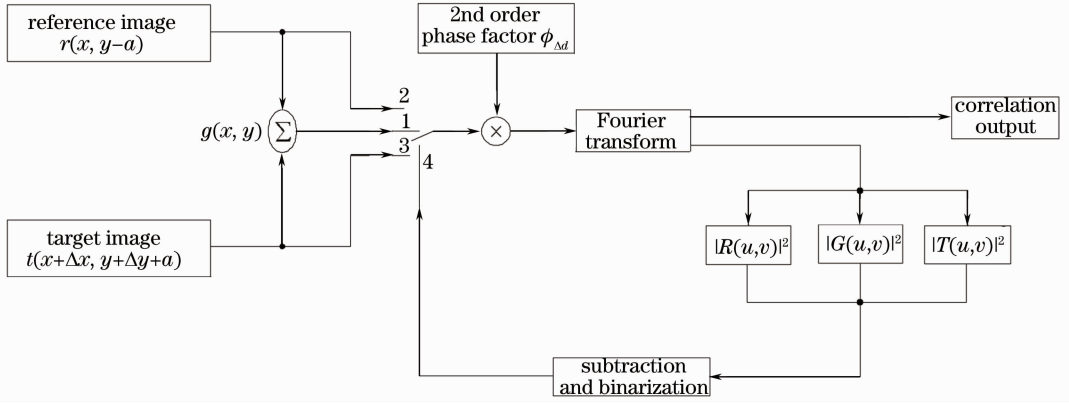 reference image
r(x, y−a)
2nd order
phase factor ϕ_Δd
2
1
3
4
g(x, y)
Σ
×
Fourier
transform
correlation
output
target image
t(x+Δx, y+Δy+a)
|R(u,v)|²
|G(u,v)|²
|T(u,v)|²
subtraction
and binarization